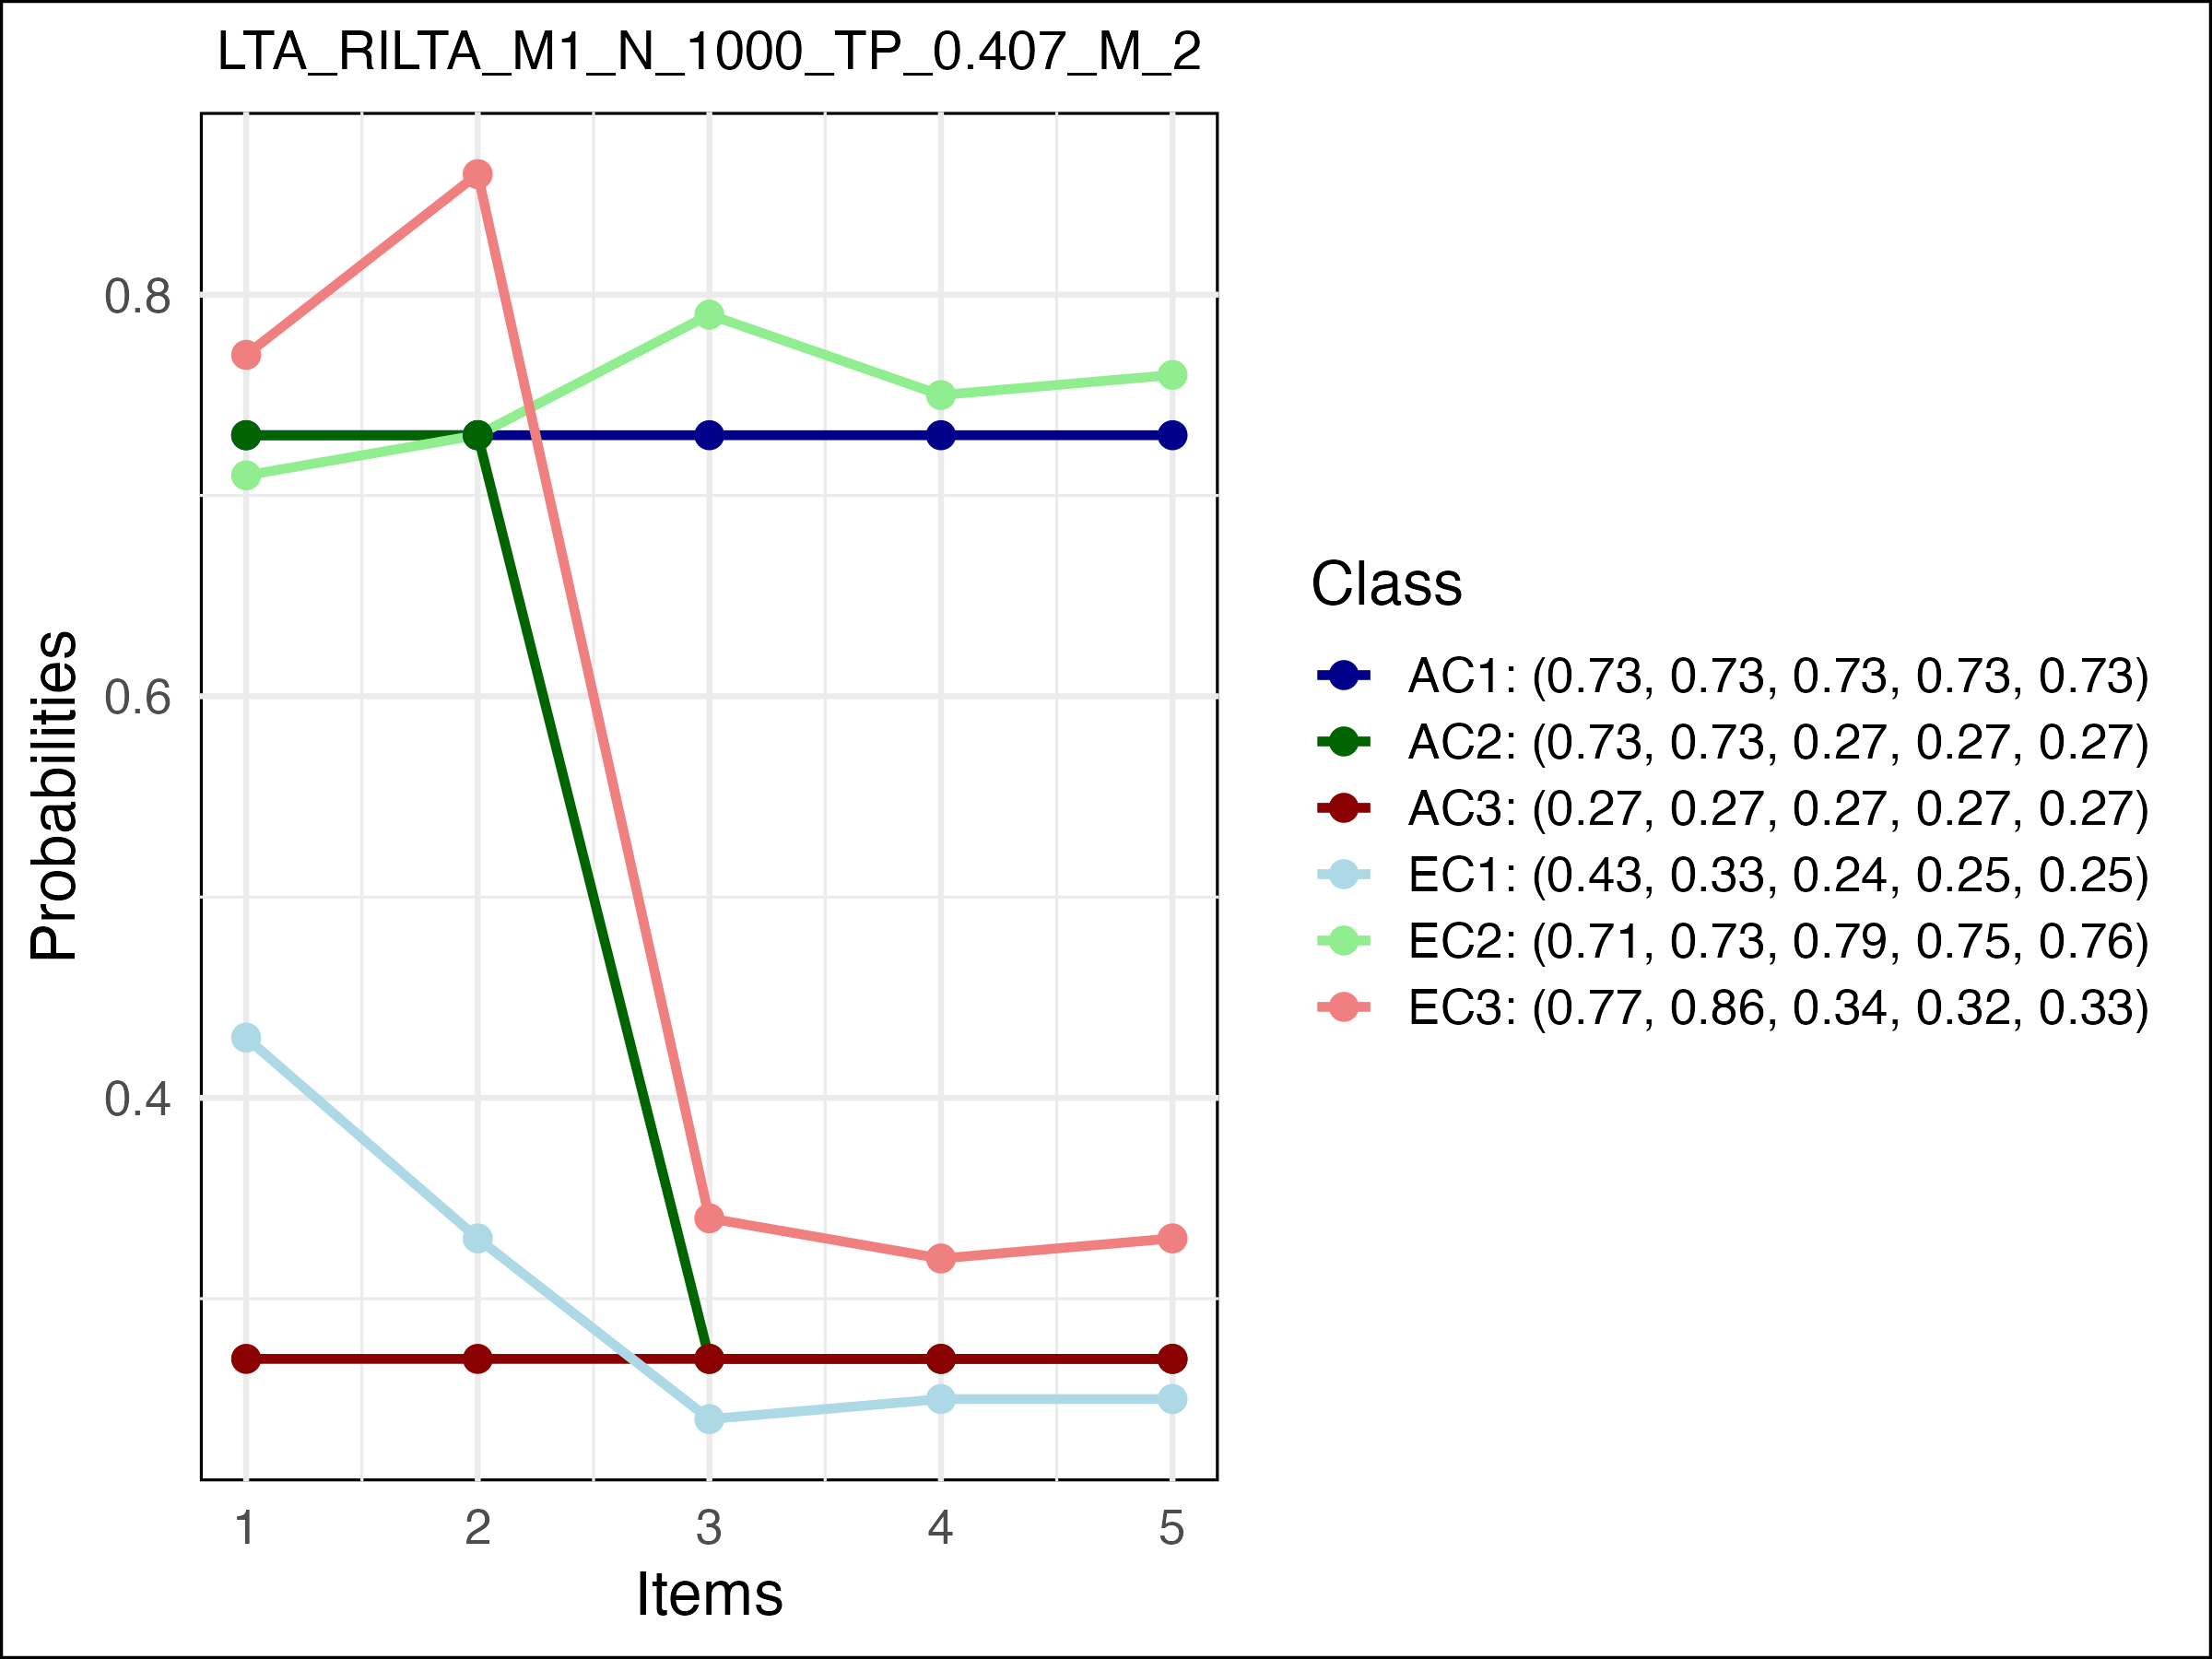 LTA_RILTA_M1_N_1000_TP_0.407_M_2
0.8
0.6
0.4
Probabilities
1 2 3 4 5
Items
Class
AC1: (0.73, 0.73, 0.73, 0.73, 0.73)
AC2: (0.73, 0.73, 0.27, 0.27, 0.27)
AC3: (0.27, 0.27, 0.27, 0.27, 0.27)
EC1: (0.43, 0.33, 0.24, 0.25, 0.25)
EC2: (0.71, 0.73, 0.79, 0.75, 0.76)
EC3: (0.77, 0.86, 0.34, 0.32, 0.33)